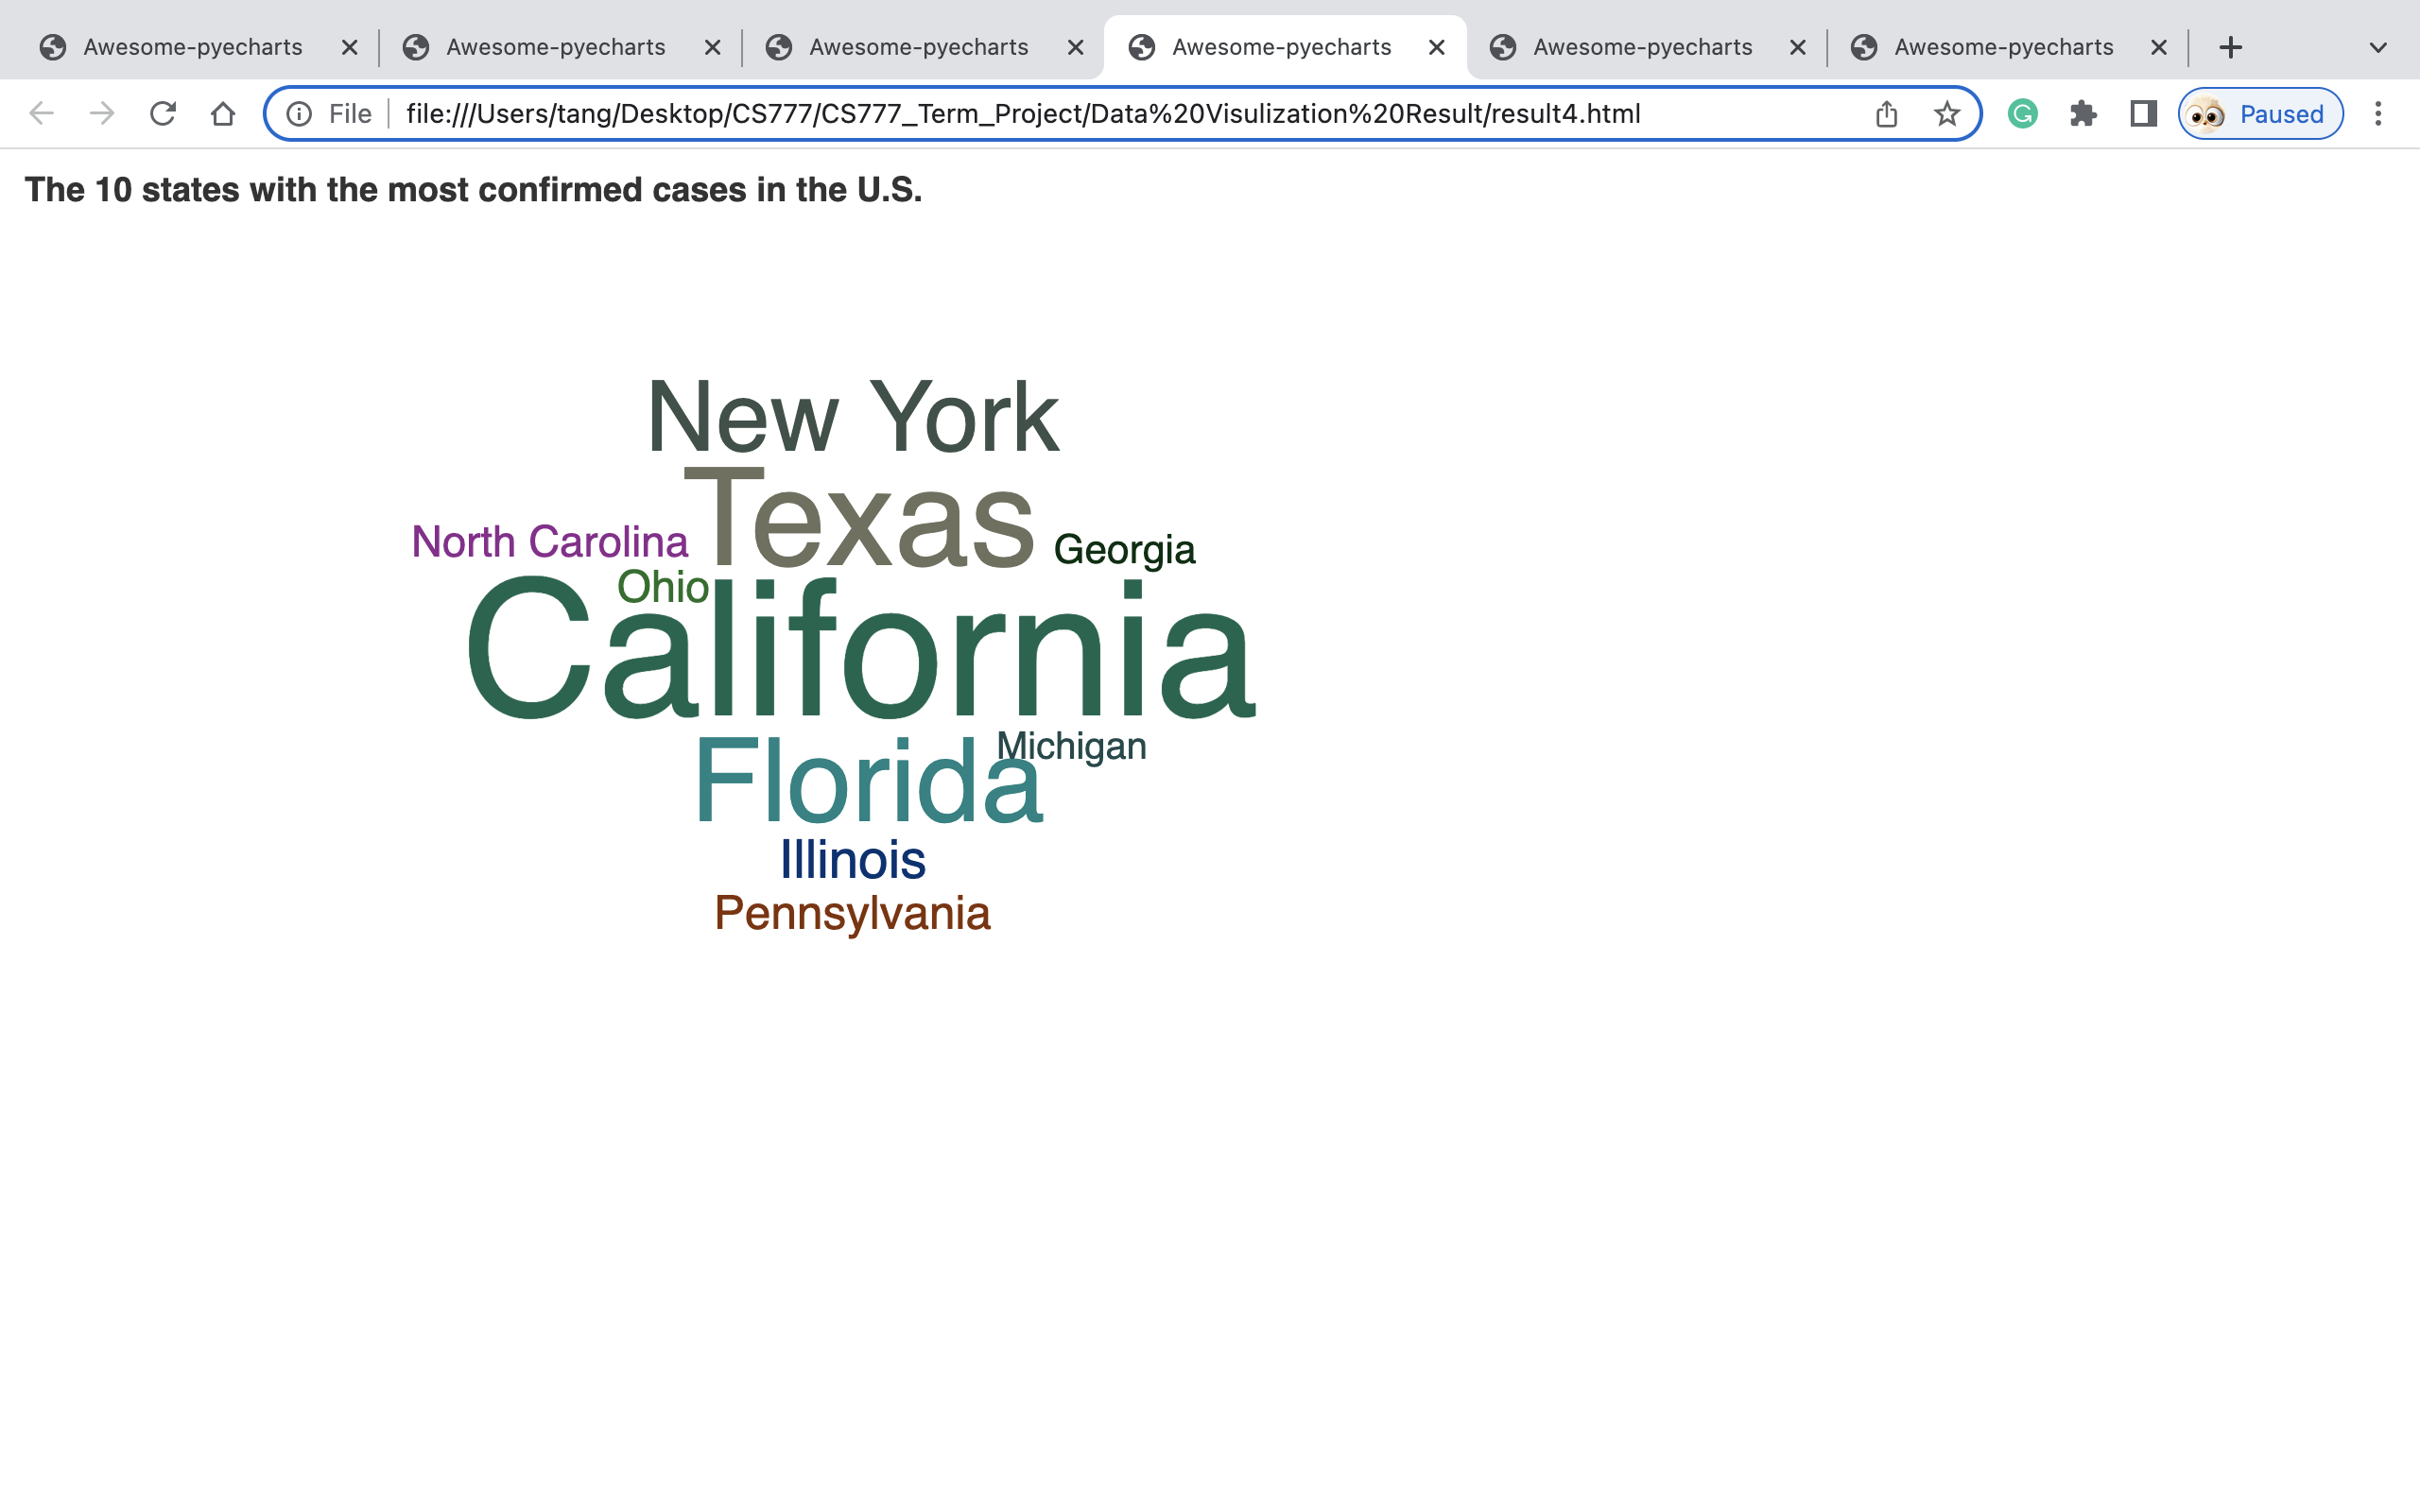 Awesome-pyecharts Awesome-pyecharts Awesome-pyecharts Awesome-pyecharts Awesome-pyecharts Awesome-pyecharts
File file:///Users/tang/Desktop/CS777/CS777_Term_Project/Data%20Visulization%20Result/result4.html Paused
The 10 states with the most confirmed cases in the U.S.
New York
Texas
North Carolina
Georgia
Ohio
California
Michigan
Florida
Illinois
Pennsylvania